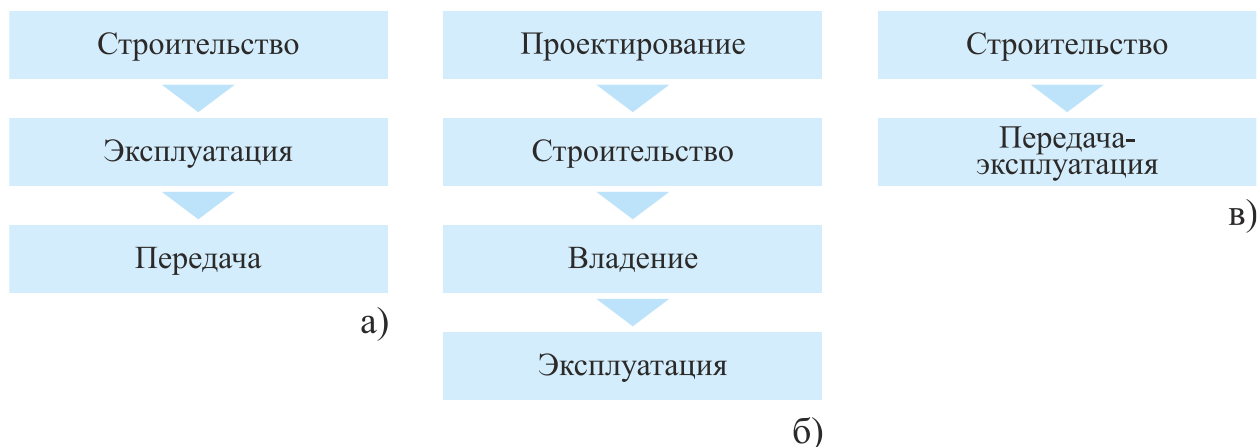 Строительство
Эксплуатация
Передача
а)
Проектирование
Строительство
Владение
Эксплуатация
б)
Строительство
Передача-
эксплуатация
в)